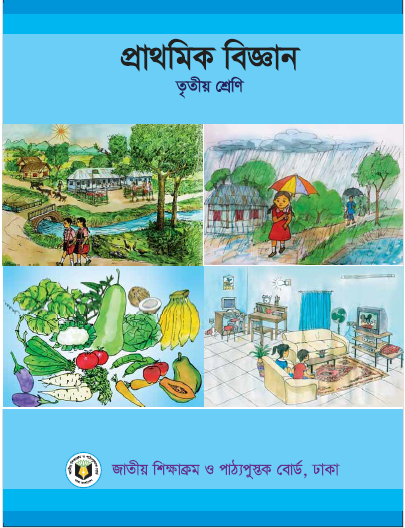 প্রাথমিক বিজ্ঞান
তৃতীয় শ্রেণি
জাতীয় শিক্ষাক্রম ও পাঠ্যপুস্তক বোর্ড, ঢাকা